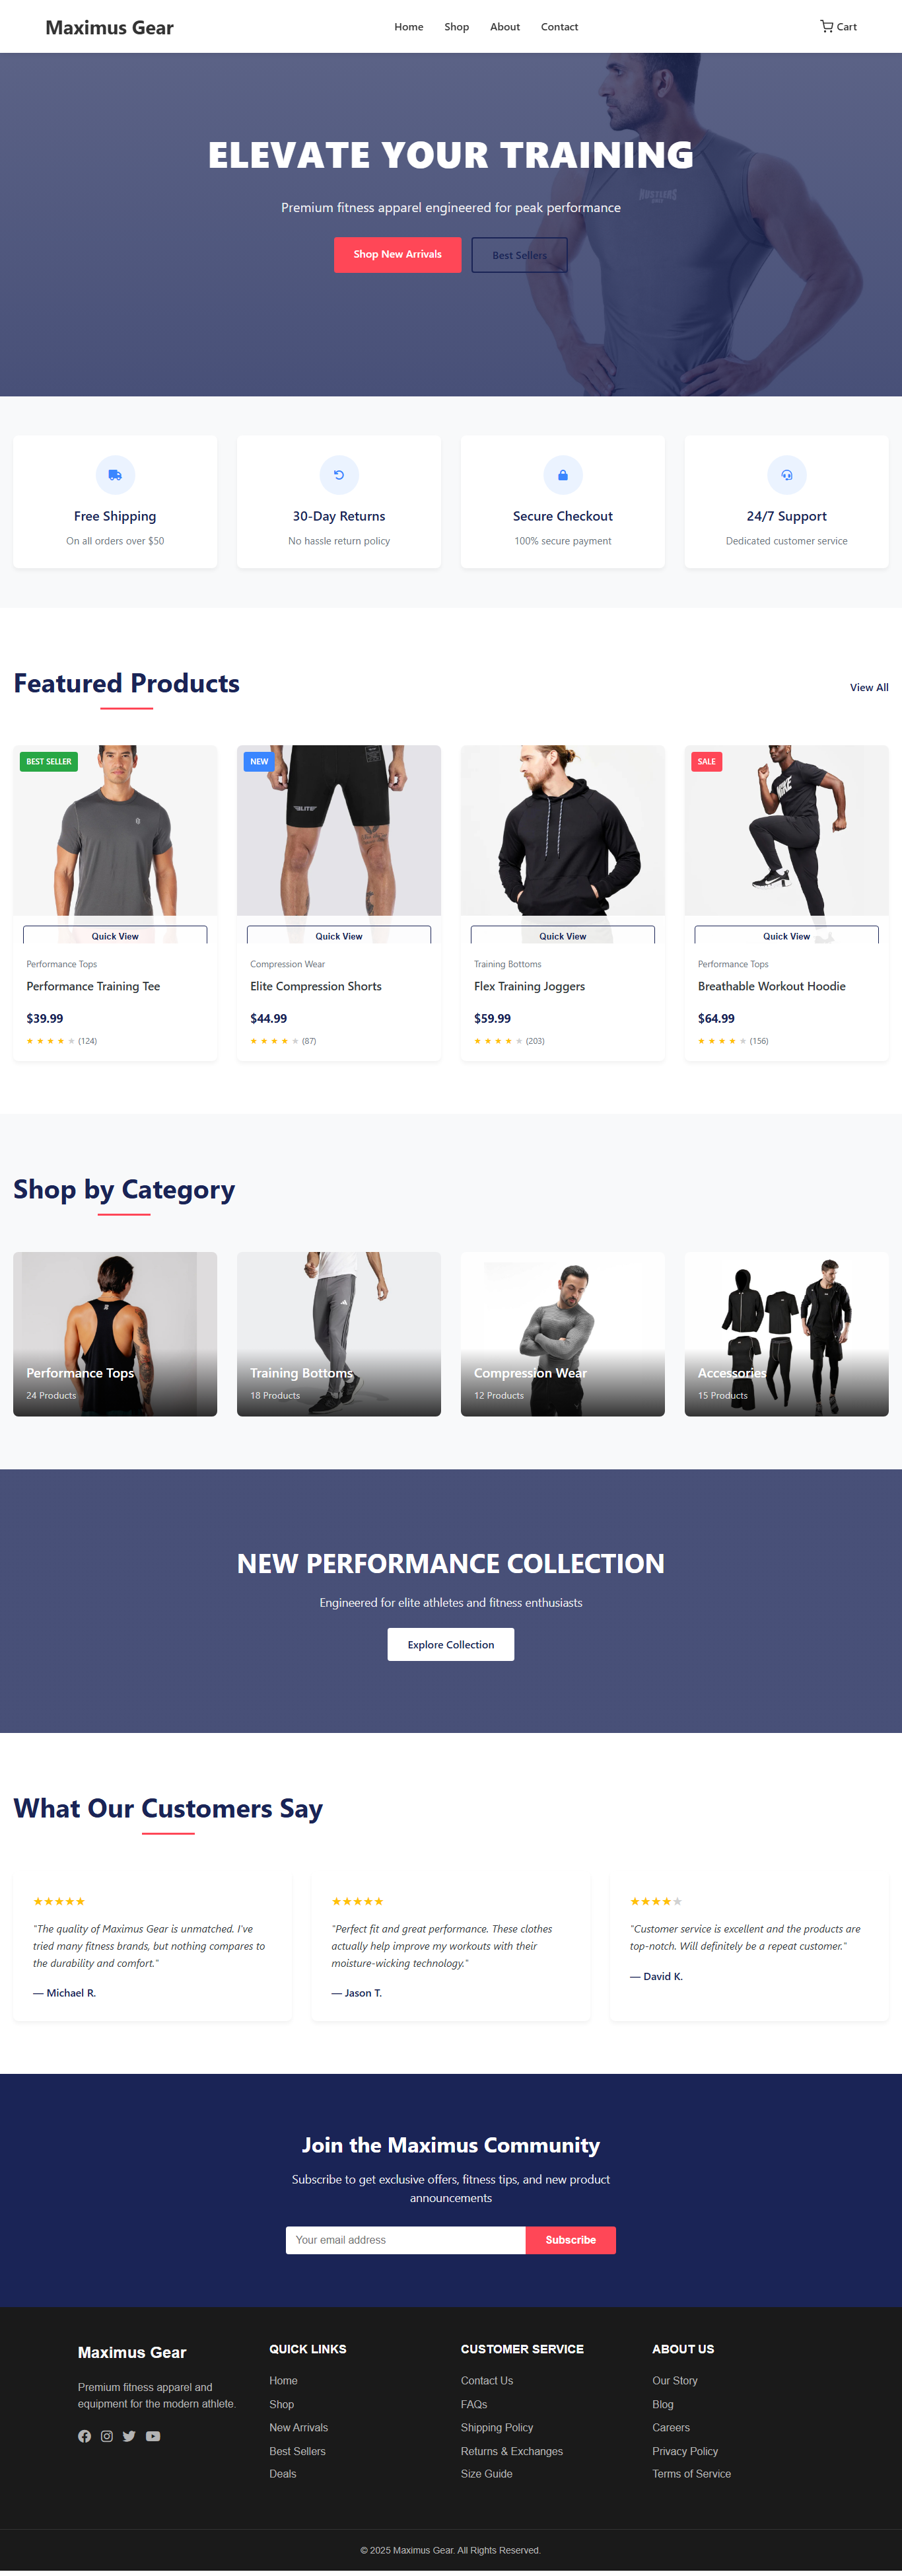 Maximus Gear
Home Shop About Contact
Cart
ELEVATE YOUR TRAINING
HUSTLERS
Premium fitness apparel engineered for peak performance
Shop New Arrivals
Best Sellers
Free Shipping
On all orders over $50
30-Day Returns
No hassle return policy
Secure Checkout
100% secure payment
24/7 Support
Dedicated customer service
Featured Products
View All
BEST SELLER
Quick View
Performance Tops
Performance Training Tee
$39.99
★ ★ ★ ★ ★ (124)
NEW
ELITE
Quick View
Compression Wear
Elite Compression Shorts
$44.99
★ ★ ★ ★ ★ (87)
Quick View
Training Bottoms
Flex Training Joggers
$59.99
★ ★ ★ ★ ★ (203)
SALE
NIKE
Quick View
Performance Tops
Breathable Workout Hoodie
$64.99
★ ★ ★ ★ ★ (156)
Shop by Category
Performance Tops
24 Products
Training Bottoms
18 Products
Compression Wear
12 Products
Accessories
15 Products
NEW PERFORMANCE COLLECTION
Engineered for elite athletes and fitness enthusiasts
Explore Collection
What Our Customers Say
★★★★★
"The quality of Maximus Gear is unmatched. I've
tried many fitness brands, but nothing compares to
the durability and comfort."
— Michael R.
★★★★★
"Perfect fit and great performance. These clothes
actually help improve my workouts with their
moisture-wicking technology."
— Jason T.
★★★★★
"Customer service is excellent and the products are
top-notch. Will definitely be a repeat customer."
— David K.
Join the Maximus Community
Subscribe to get exclusive offers, fitness tips, and new product
announcements
Your email address
Subscribe
Maximus Gear
Premium fitness apparel and
equipment for the modern athlete.
QUICK LINKS
Home
Shop
New Arrivals
Best Sellers
Deals
CUSTOMER SERVICE
Contact Us
FAQs
Shipping Policy
Returns & Exchanges
Size Guide
ABOUT US
Our Story
Blog
Careers
Privacy Policy
Terms of Service
© 2025 Maximus Gear. All Rights Reserved.